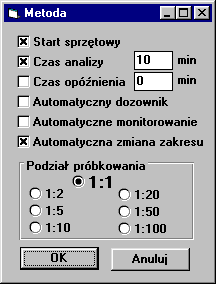 Metoda
Start sprzętowy
Czas analizy 10 min
Czas opóźnienia 0 min
Automatyczny dozownik
Automatyczne monitorowanie
Automatyczna zmiana zakresu
Podział próbkowania
1:1
1:2 1:20
1:5 1:50
1:10 1:100
OK Anuluj